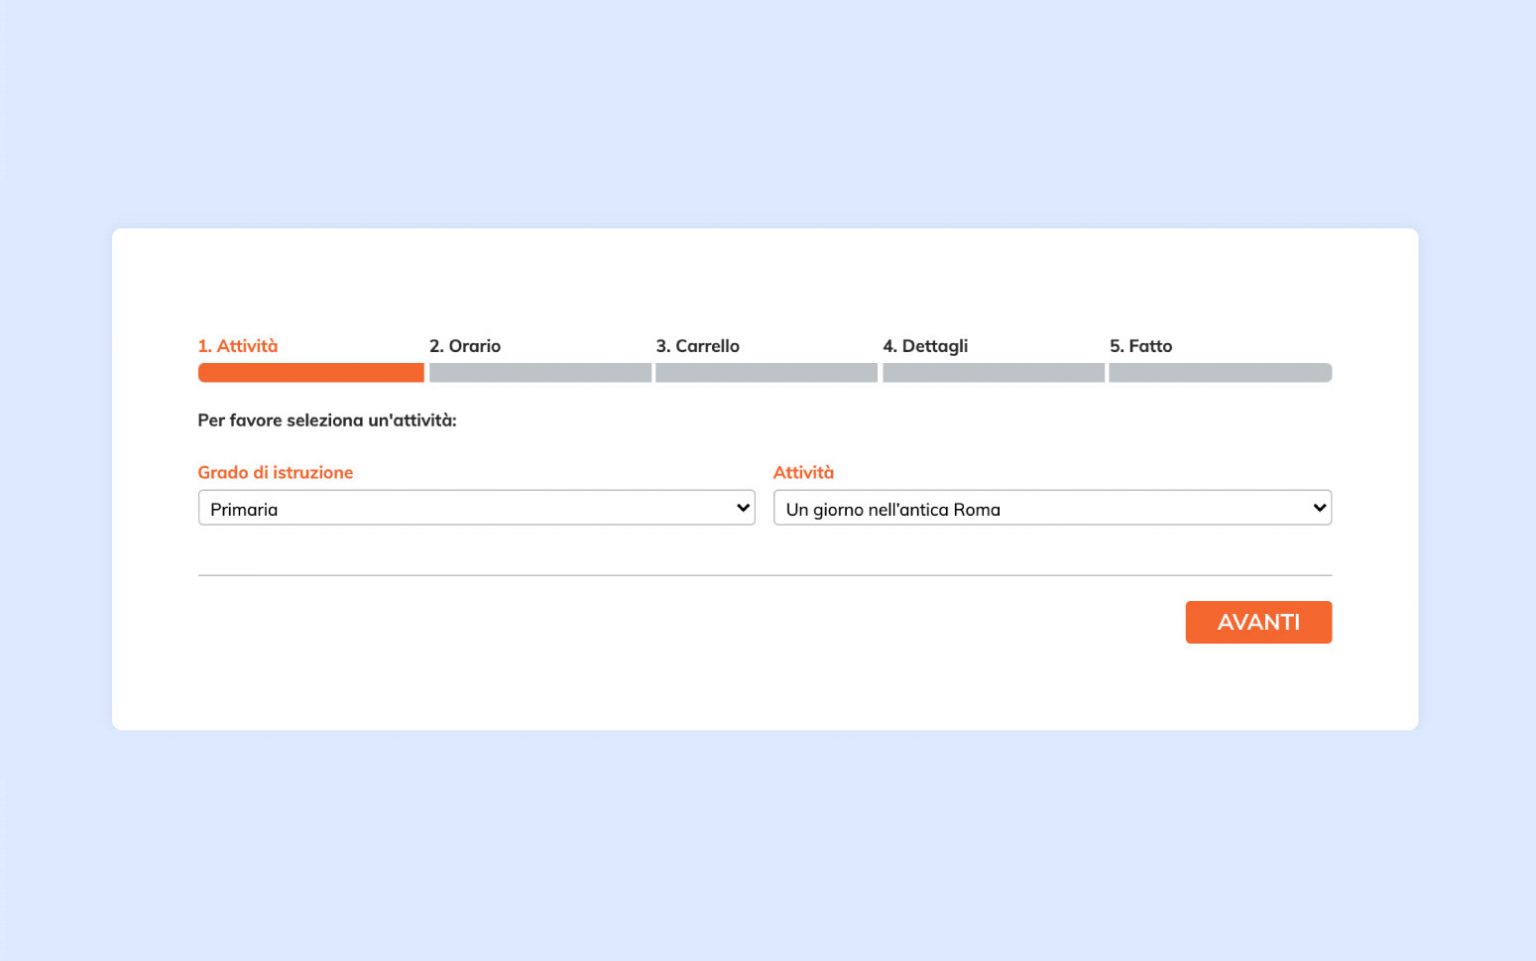 1. Attività 2. Orario 3. Carrello 4. Dettagli 5. Fatto
Per favore seleziona un'attività:
Grado di istruzione Attività
Primaria Un giorno nell'antica Roma
AVANTI